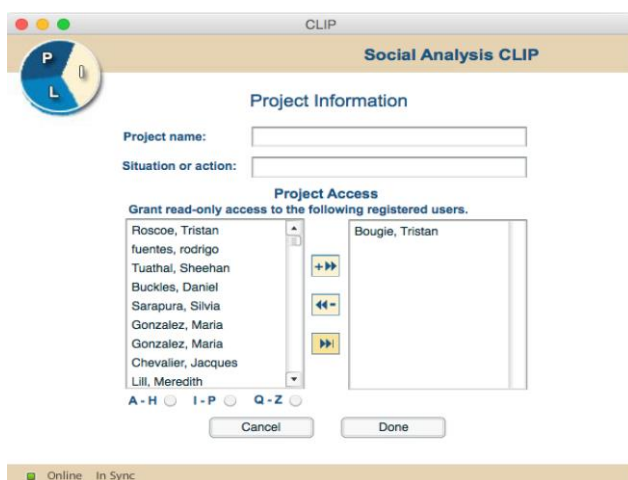 CLIP
Social Analysis CLIP
P
I
L
Project Information
Project name:
Situation or action:
Project Access
Grant read-only access to the following registered users.
Roscoe, Tristan
fuentes, rodrigo
Tuathal, Sheehan
Buckles, Daniel
Sarapura, Silvia
Gonzalez, Maria
Gonzalez, Maria
Chevalier, Jacques
Lill, Meredith
Bougie, Tristan
A - H I - P Q - Z
Cancel Done
Online In Sync